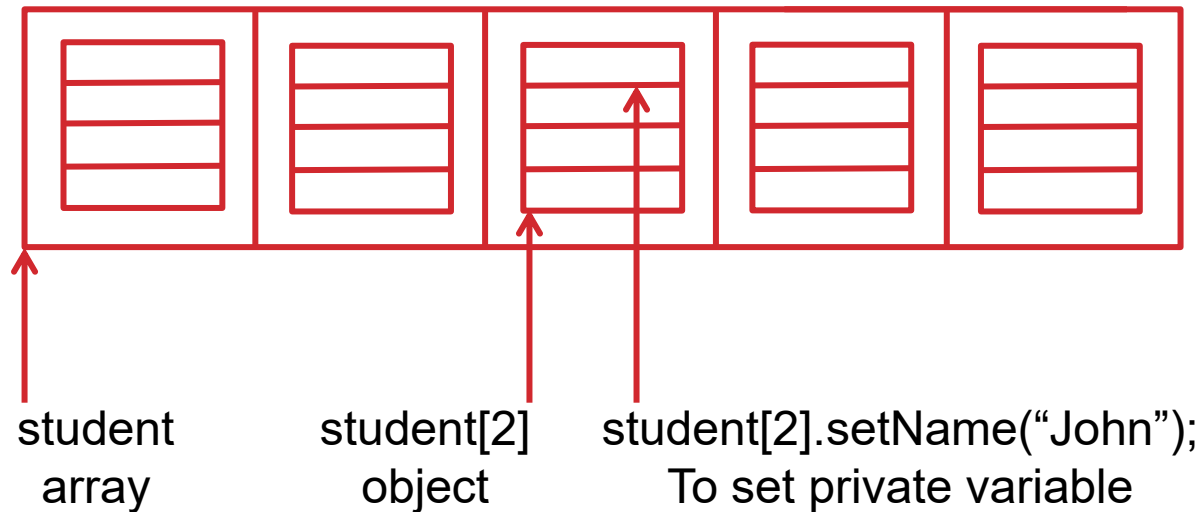 student
array
student[2]
object
student[2].setName(“John”);
To set private variable